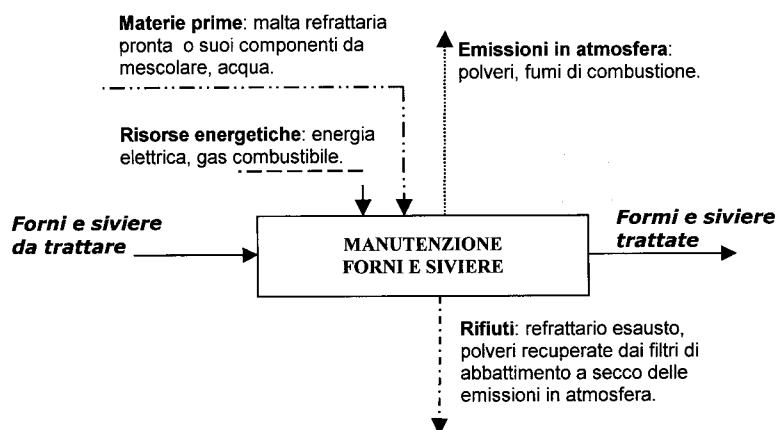 Materie prime: malta refrattaria
pronta o suoi componenti da
mescolare, acqua.
Emissioni in atmosfera:
polveri, fumi di combustione.
Risorse energetiche: energia
elettrica, gas combustibile.
Forni e siviere
da trattare
MANUTENZIONE
FORNI E SIVIERE
Formi e siviere
trattate
Rifiuti: refrattario esausto,
polveri recuperate dai filtri di
abbattimento a secco delle
emissioni in atmosfera.